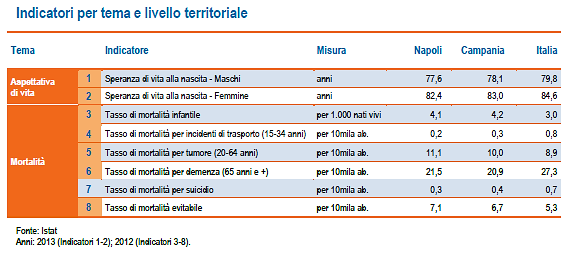 Indicatori per tema e livello territoriale
Tema Indicatore Misura Napoli Campania Italia
Aspettativa di vita
1 Speranza di vita alla nascita - Maschi anni 77,6 78,1 79,8
2 Speranza di vita alla nascita - Femmine anni 82,4 83,0 84,6
Mortalità
3 Tasso di mortalità infantile per 1.000 nati vivi 4,1 4,2 3,0
4 Tasso di mortalità per incidenti di trasporto (15-34 anni) per 10mila ab. 0,2 0,3 0,8
5 Tasso di mortalità per tumore (20-64 anni) per 10mila ab. 11,1 10,0 8,9
6 Tasso di mortalità per demenza (65 anni e +) per 10mila ab. 21,5 20,9 27,3
7 Tasso di mortalità per suicidio per 10mila ab. 0,3 0,4 0,7
8 Tasso di mortalità evitabile per 10mila ab. 7,1 6,7 5,3
Fonte: Istat
Anni: 2013 (Indicatori 1-2); 2012 (Indicatori 3-8).